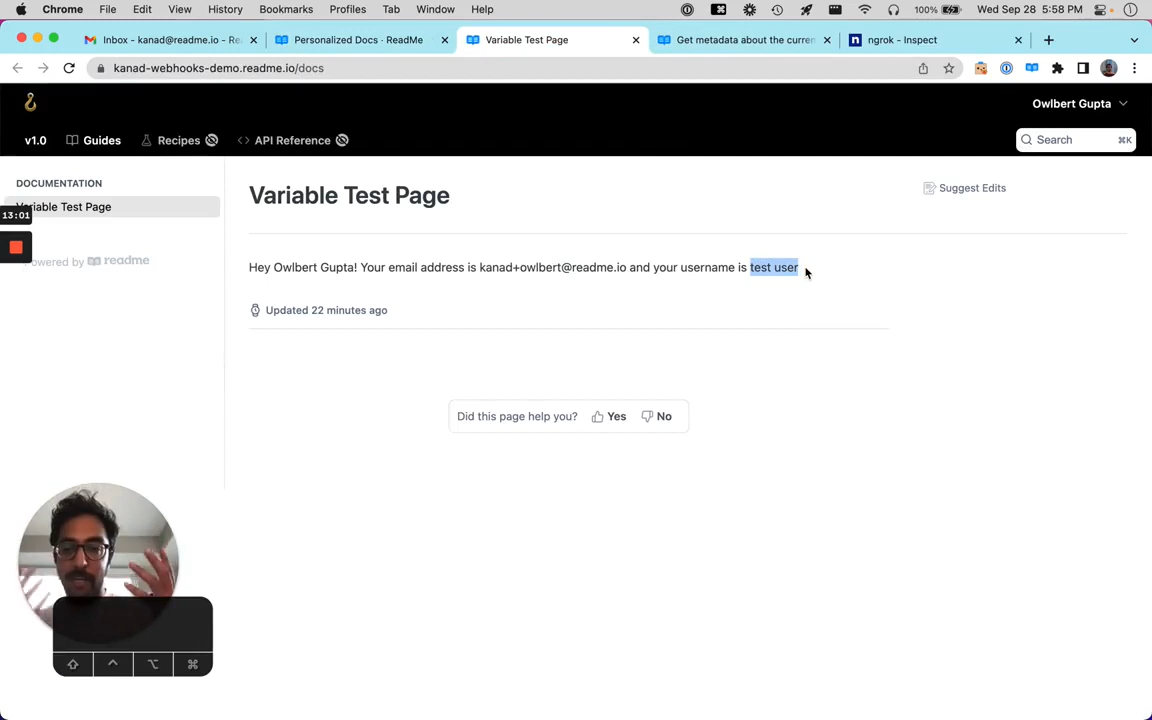 Chrome File Edit View History Bookmarks Profiles Tab Window Help 100% Wed Sep 28 5:58 PM
Inbox - kanad@readme.io - Re Personalized Docs · ReadMe Variable Test Page Get metadata about the curren ngrok - Inspect
kanad-webhooks-demo.readme.io/docs
Owlbert Gupta
v1.0 Guides Recipes API Reference Search ⌘K
DOCUMENTATION
Variable Test Page
13:01
Powered by readme
Variable Test Page
Suggest Edits
Hey Owlbert Gupta! Your email address is kanad+owlbert@readme.io and your username is test user
Updated 22 minutes ago
Did this page help you? Yes No